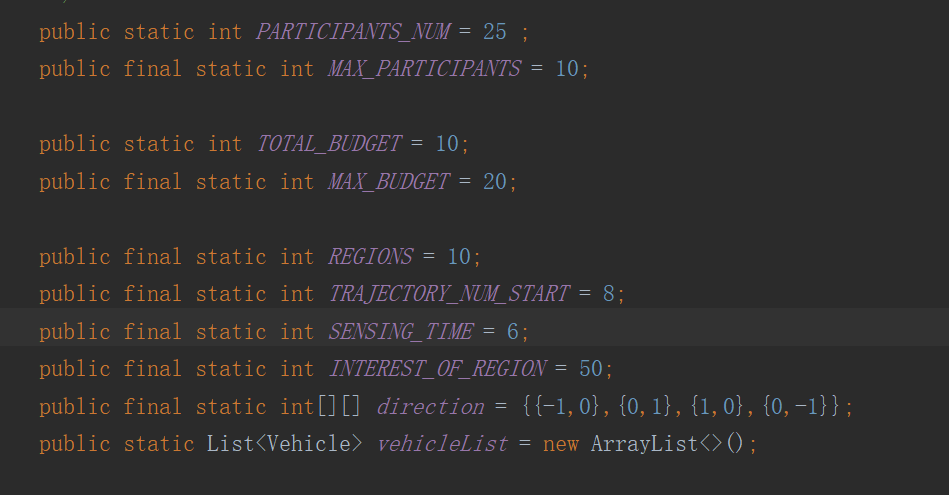 public static int PARTICIPANTS_NUM = 25 ;
public final static int MAX_PARTICIPANTS = 10;
public static int TOTAL_BUDGET = 10;
public final static int MAX_BUDGET = 20;
public final static int REGIONS = 10;
public final static int TRAJECTORY_NUM_START = 8;
public final static int SENSING_TIME = 6;
public final static int INTEREST_OF_REGION = 50;
public final static int[][] direction = {{-1,0},{0,1},{1,0},{0,-1}};
public static List<Vehicle> vehicleList = new ArrayList<>();